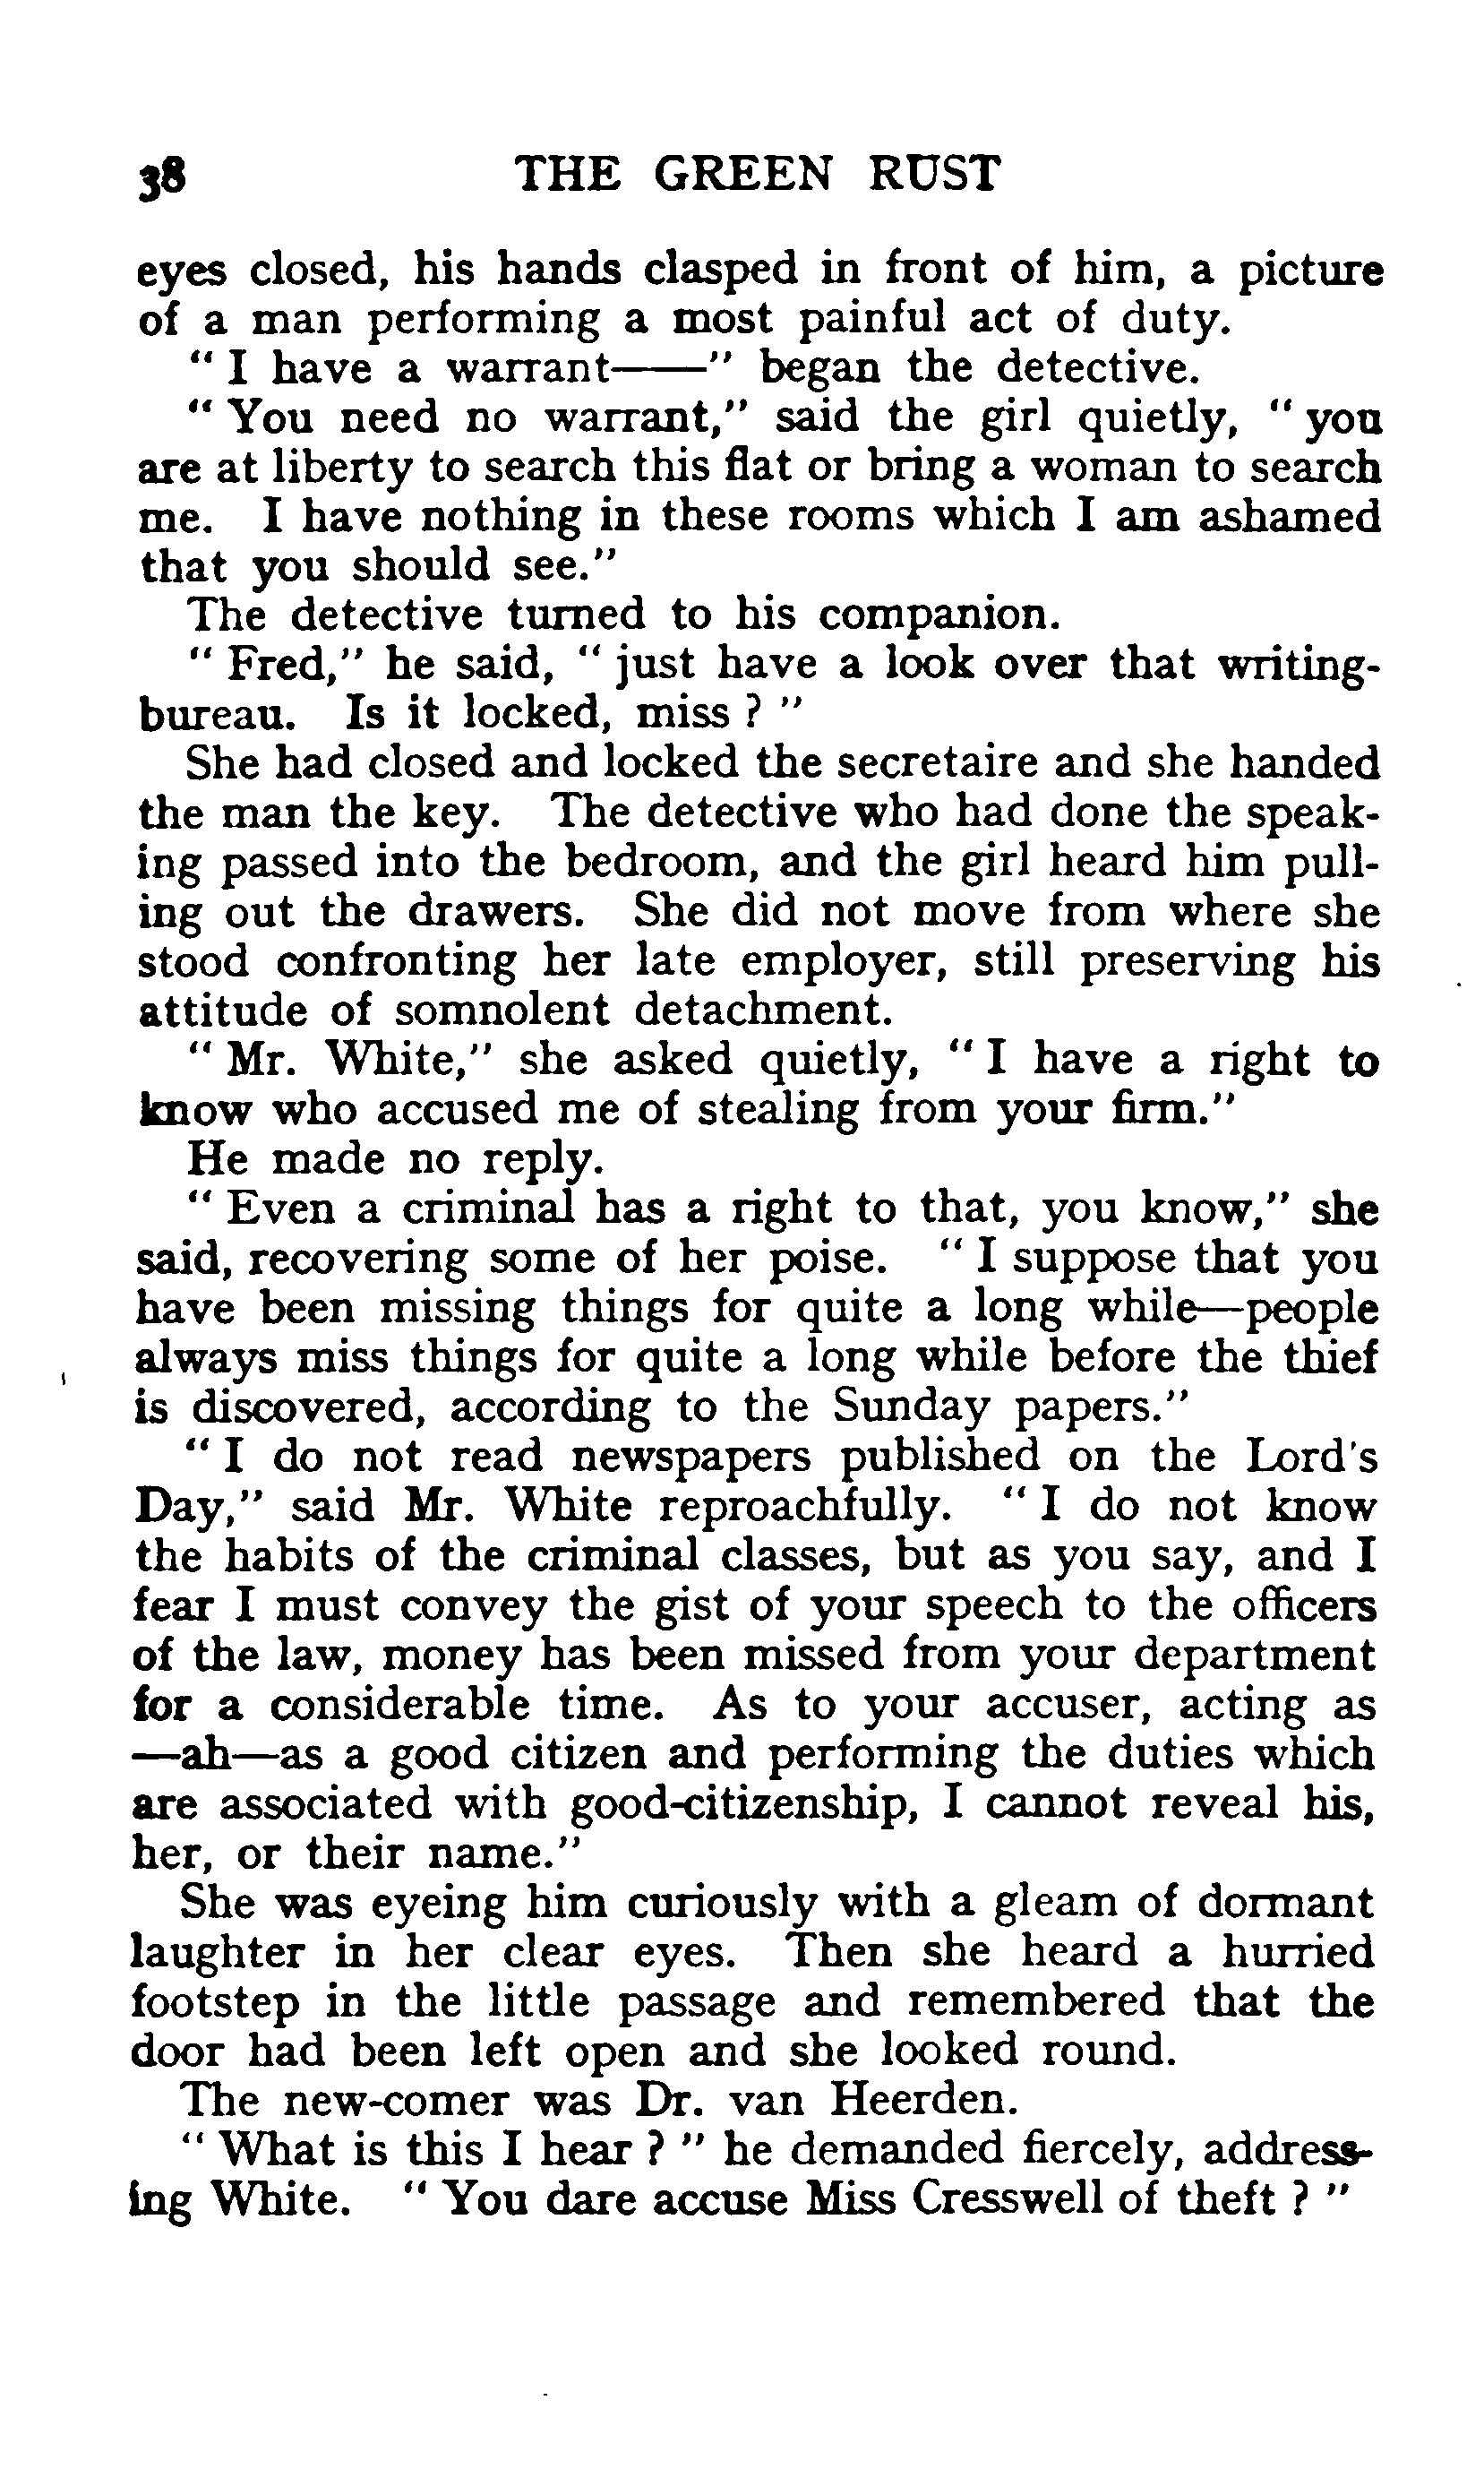 38 THE GREEN RUST
eyes closed, his hands clasped in front of him, a picture
of a man performing a most painful act of duty.
" I have a warrant——" began the detective.
" You need no warrant," said the girl quietly, " you
are at liberty to search this flat or bring a woman to search
me. I have nothing in these rooms which I am ashamed
that you should see."
The detective turned to his companion.
" Fred," he said, " just have a look over that writing-
bureau. Is it locked, miss ? "
She had closed and locked the secretaire and she handed
the man the key. The detective who had done the speak-
ing passed into the bedroom, and the girl heard him pull-
ing out the drawers. She did not move from where she
stood confronting her late employer, still preserving his
attitude of somnolent detachment.
" Mr. White," she asked quietly, " I have a right to
know who accused me of stealing from your firm."
He made no reply.
" Even a criminal has a right to that, you know," she
said, recovering some of her poise. " I suppose that you
have been missing things for quite a long while—people
always miss things for quite a long while before the thief
is discovered, according to the Sunday papers."
" I do not read newspapers published on the Lord's
Day," said Mr. White reproachfully. " I do not know
the habits of the criminal classes, but as you say, and I
fear I must convey the gist of your speech to the officers
of the law, money has been missed from your department
for a considerable time. As to your accuser, acting as
—ah—as a good citizen and performing the duties which
are associated with good-citizenship, I cannot reveal his,
her, or their name."
She was eyeing him curiously with a gleam of dormant
laughter in her clear eyes. Then she heard a hurried
footstep in the little passage and remembered that the
door had been left open and she looked round.
The new-comer was Dr. van Heerden.
" What is this I hear ? " he demanded fiercely, address-
ing White. " You dare accuse Miss Cresswell of theft ? "